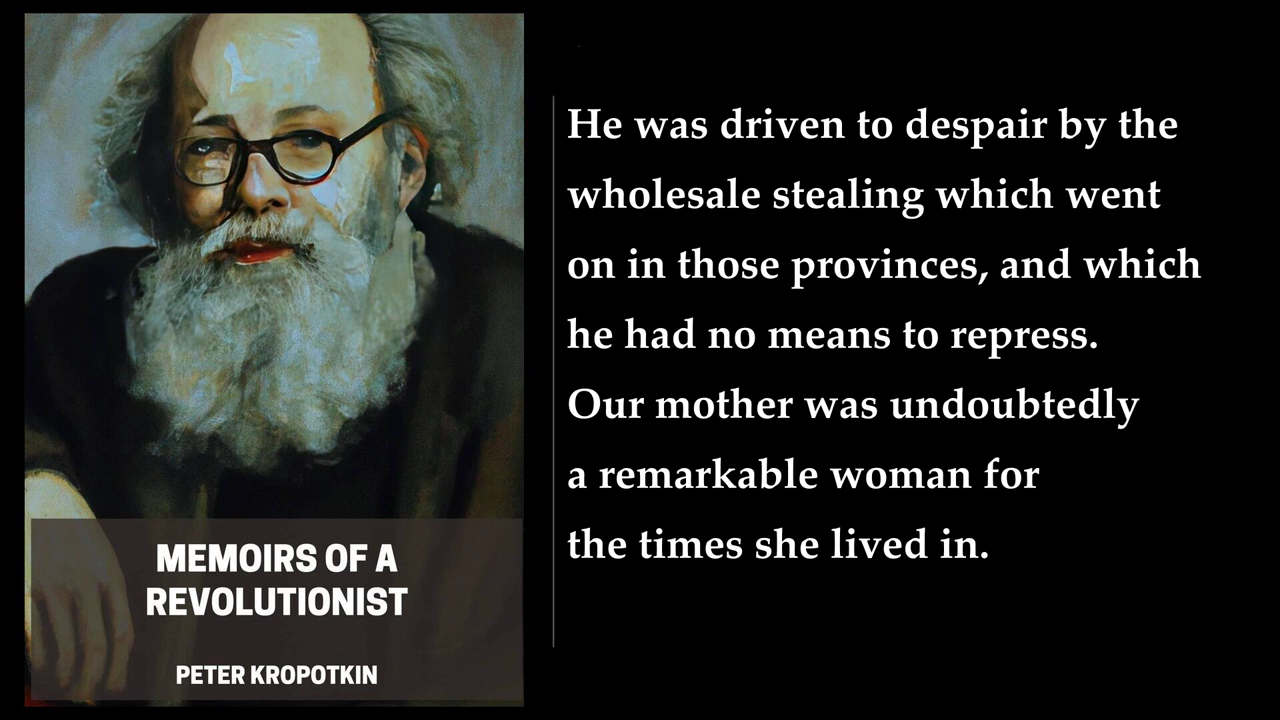 MEMOIRS OF A
REVOLUTIONIST
PETER KROPOTKIN
He was driven to despair by the
wholesale stealing which went
on in those provinces, and which
he had no means to repress.
Our mother was undoubtedly
a remarkable woman for
the times she lived in.